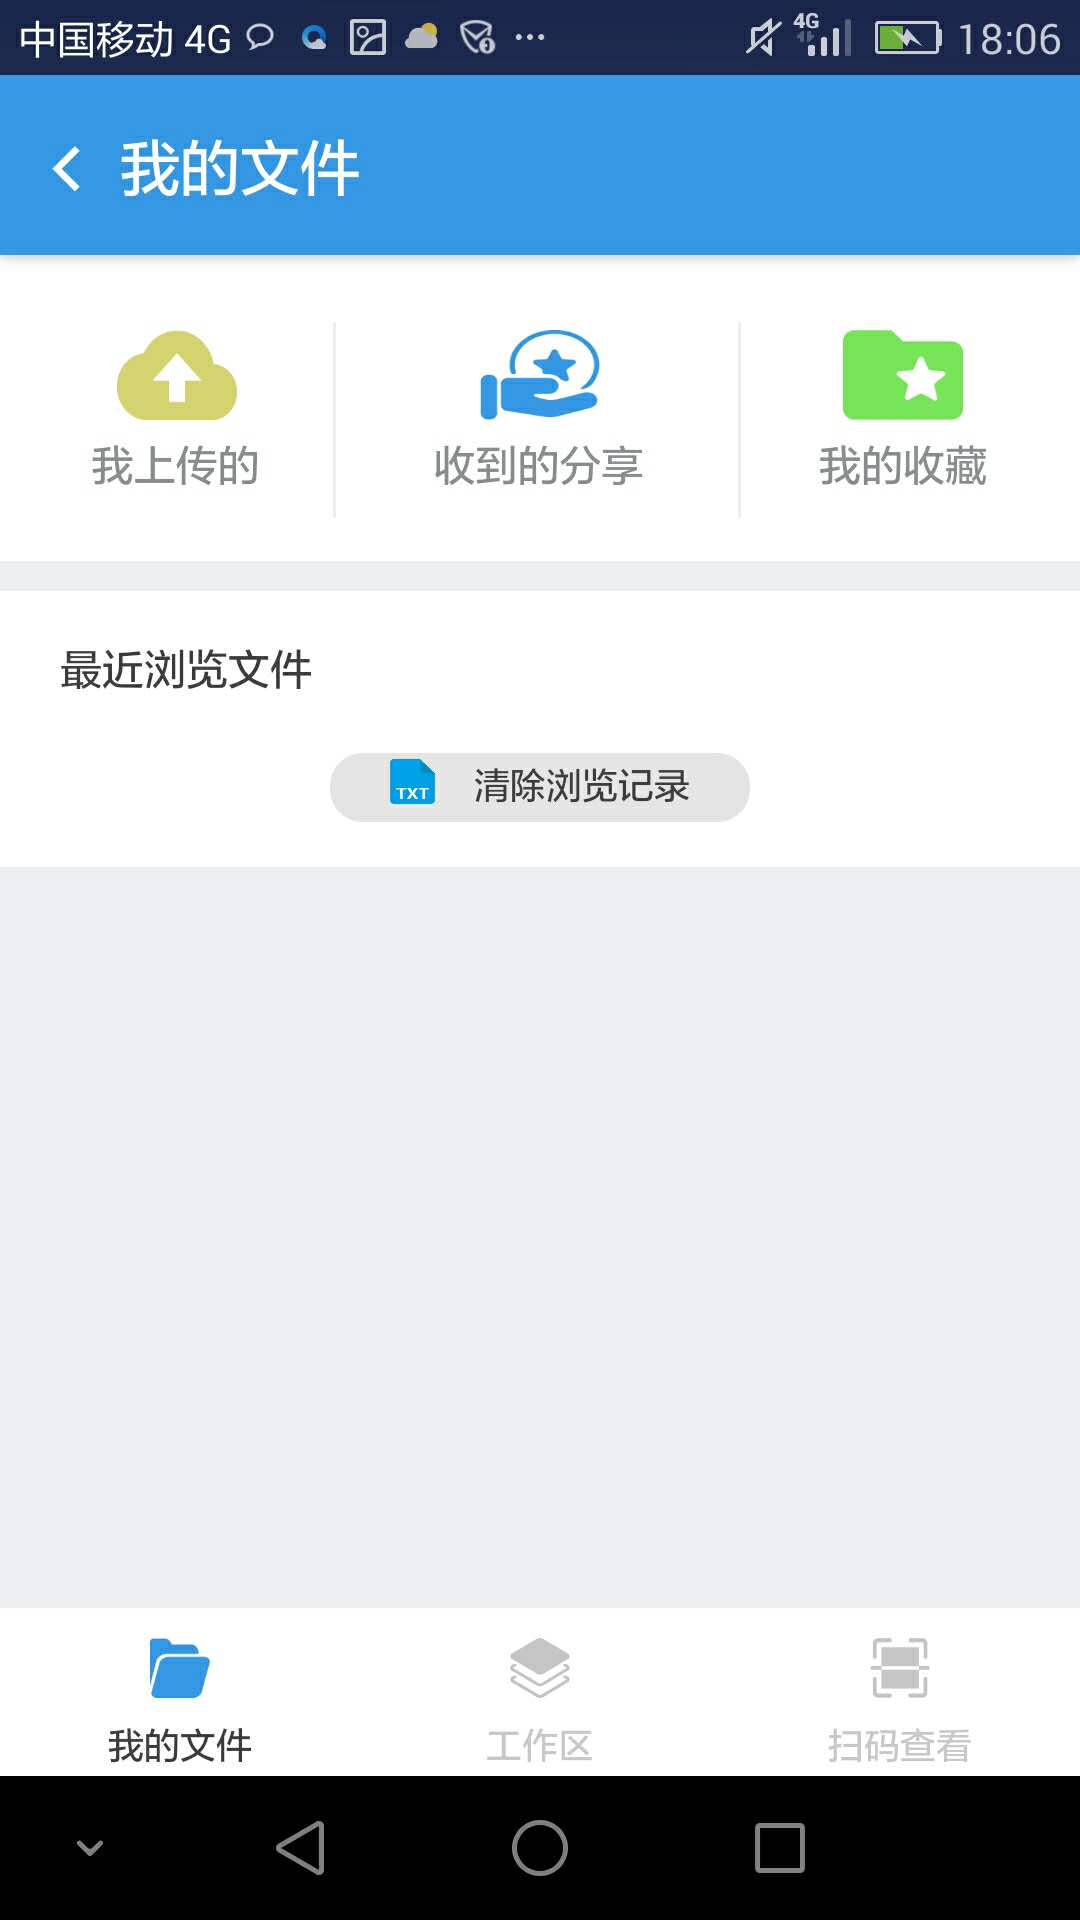 中国移动 4G 4G 18:06
我的文件
我上传的 收到的分享 我的收藏
最近浏览文件
TXT 清除浏览记录
我的文件 工作区 扫码查看